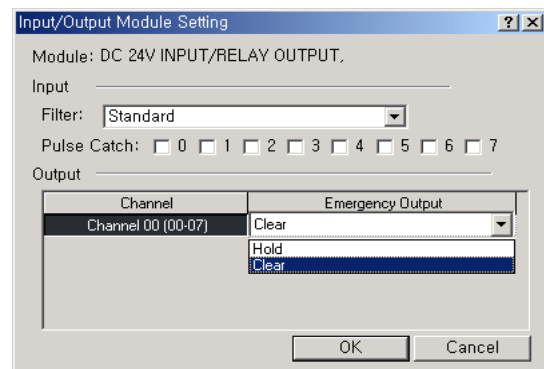 Input/Output Module Setting
Module: DC 24V INPUT/RELAY OUTPUT,
Input
Filter: Standard
Pulse Catch: 0 1 2 3 4 5 6 7
Output
Channel Emergency Output
Channel 00 (00-07) Clear
Hold
Clear
OK Cancel